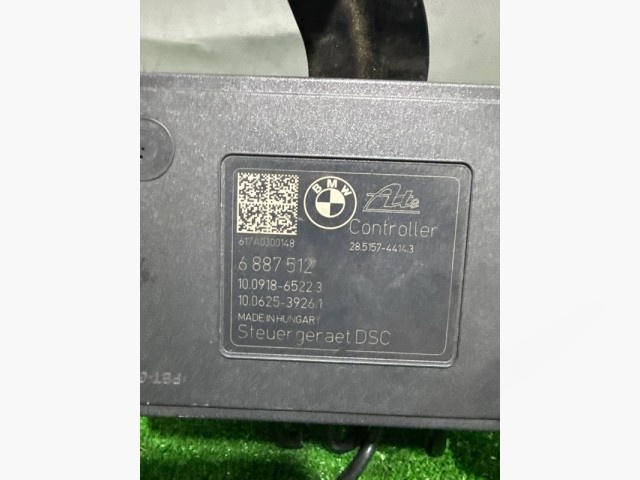 BMW
Ate
Controller
617A0300148
28.5157-4414.3
6 887 512
10.0918-6522.3
10.0625-3926.1
MADE IN HUNGARY
Steuergeraet DSC